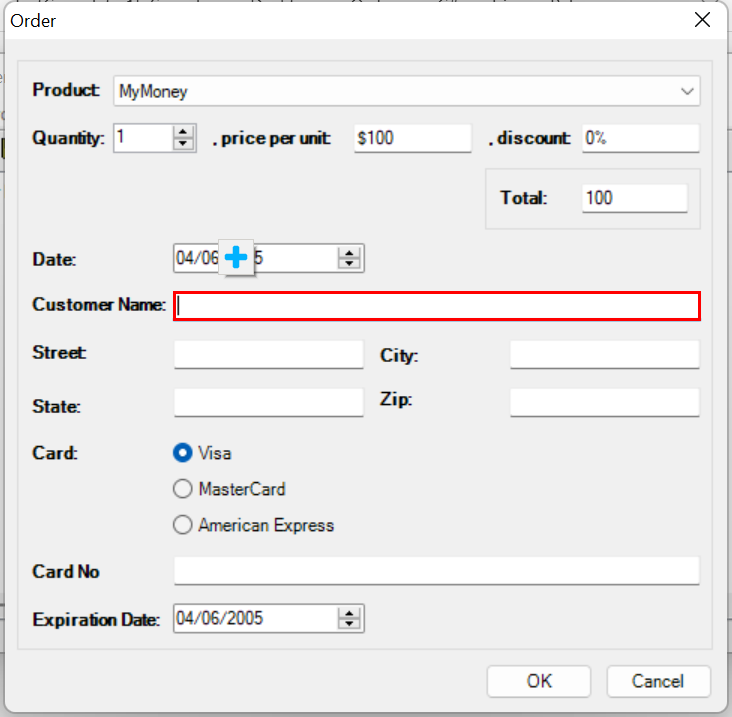 Order
Product: MyMoney
Quantity: 1 , price per unit: $100 , discount: 0%
Total: 100
Date: 04/06 5
Customer Name:
Street: City:
State: Zip:
Card: Visa
MasterCard
American Express
Card No
Expiration Date: 04/06/2005
OK Cancel